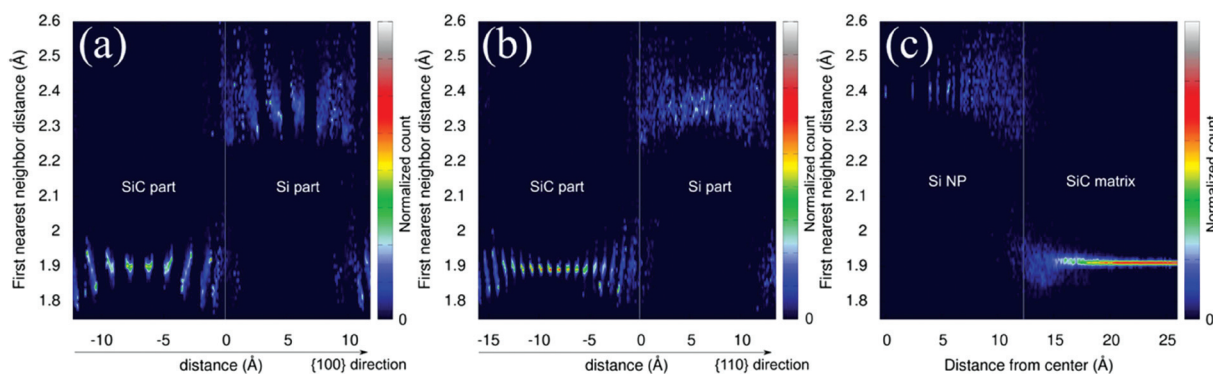 (a)
First nearest neighbor distance (Å)
2.6
2.5
2.4
2.3
2.2
2.1
2
1.9
1.8
SiC part
Si part
-10
-5
0
5
10
distance (Å)
{100} direction
Normalized count
0
(b)
First nearest neighbor distance (Å)
2.6
2.5
2.4
2.3
2.2
2.1
2
1.9
1.8
SiC part
Si part
-15
-10
-5
0
5
10
distance (Å)
{110} direction
Normalized count
0
(c)
First nearest neighbor distance (Å)
2.6
2.5
2.4
2.3
2.2
2.1
2
1.9
1.8
Si NP
SiC matrix
0
5
10
15
20
25
Distance from center (Å)
Normalized count
0